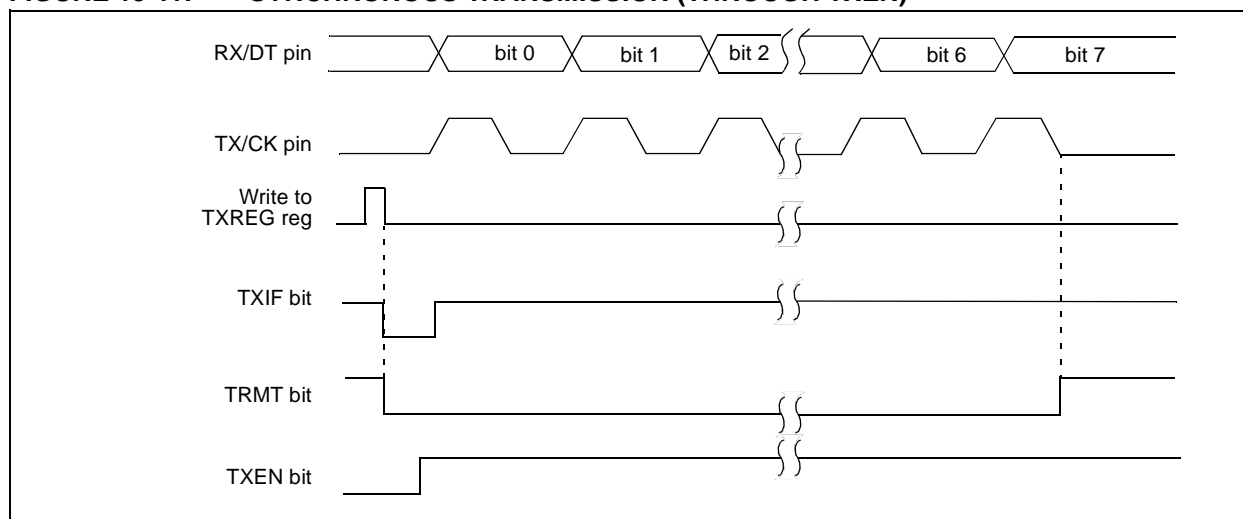 RX/DT pin
bit 0
bit 1
bit 2
bit 6
bit 7
TX/CK pin
Write to
TXREG reg
TXIF bit
TRMT bit
TXEN bit